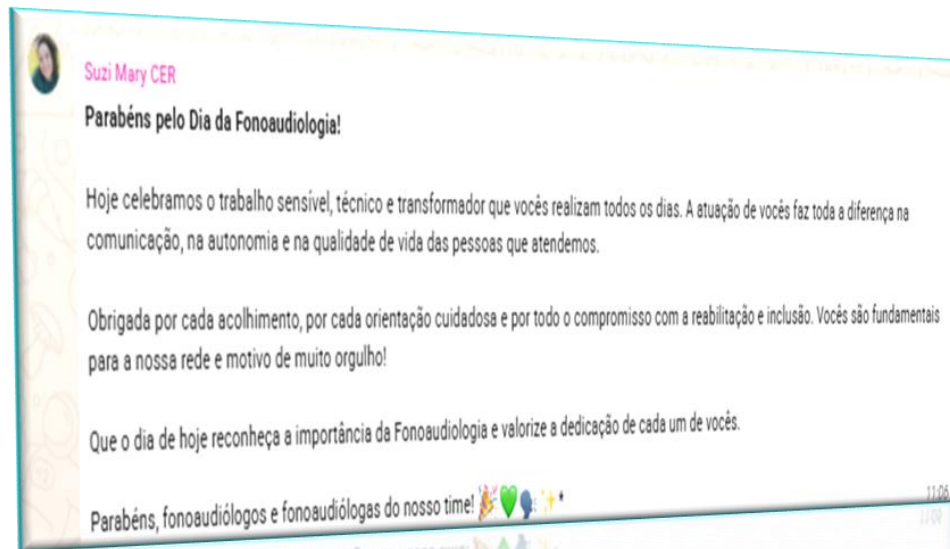 Suzi Mary CER
Parabéns pelo Dia da Fonoaudiologia!
Hoje celebramos o trabalho sensível, técnico e transformador que vocês realizam todos os dias. A atuação de vocês faz toda a diferença na
comunicação, na autonomia e na qualidade de vida das pessoas que atendemos.
Obrigada por cada acolhimento, por cada orientação cuidadosa e por todo o compromisso com a reabilitação e inclusão. Vocês são fundamentais
para a nossa rede e motivo de muito orgulho!
Que o dia de hoje reconheça a importância da Fonoaudiologia e valorize a dedicação de cada um de vocês.
Parabéns, fonoaudiólogos e fonoaudiólogas do nosso time! 🎉💚🗣️✨*
11:06